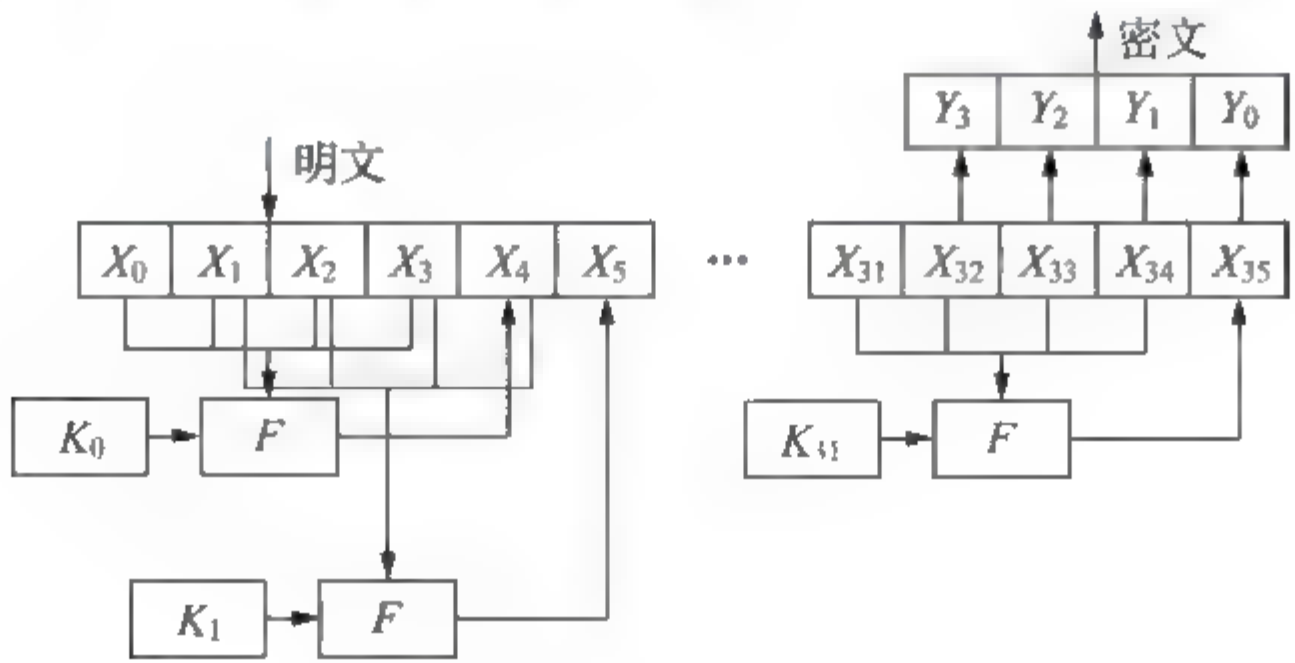 密文
Y₃ Y₂ Y₁ Y₀
明文
X₀ X₁ X₂ X₃ X₄ X₅ ... X₃₁ X₃₂ X₃₃ X₃₄ X₃₅
K₀ F K₃₁ F
K₁ F